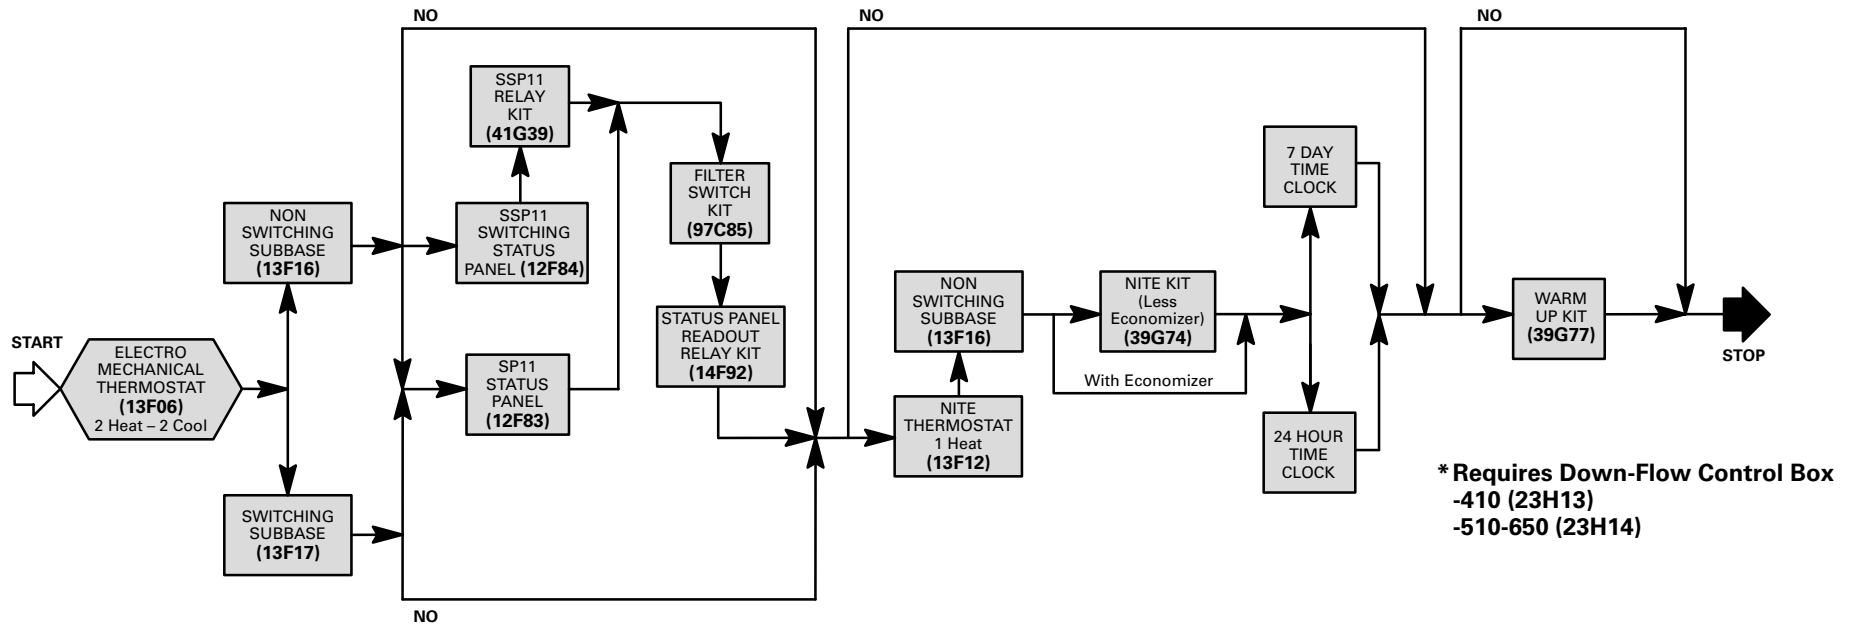 START
ELECTRO
MECHANICAL
THERMOSTAT
(13F06)
2 Heat – 2 Cool
NON
SWITCHING
SUBBASE
(13F16)
SWITCHING
SUBBASE
(13F17)
NO
SSP11
RELAY
KIT
(41G39)
SSP11
SWITCHING
STATUS
PANEL (12F84)
SP11
STATUS
PANEL
(12F83)
FILTER
SWITCH
KIT
(97C85)
STATUS PANEL
READOUT
RELAY KIT
(14F92)
NO
NO
NON
SWITCHING
SUBBASE
(13F16)
NITE
THERMOSTAT
1 Heat
(13F12)
NITE KIT
(Less
Economizer)
(39G74)
With Economizer
7 DAY
TIME
CLOCK
24 HOUR
TIME
CLOCK
NO
WARM
UP KIT
(39G77)
STOP
*Requires Down-Flow Control Box
-410 (23H13)
-510-650 (23H14)